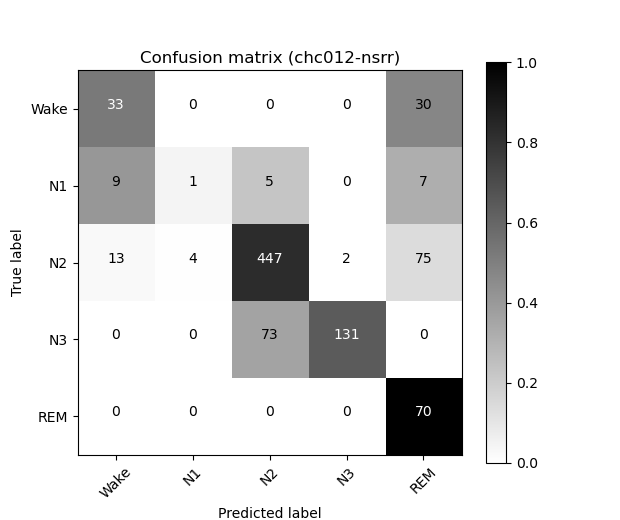 Confusion matrix (chc012-nsrr)
True label
Wake 33 0 0 0 30
N1 9 1 5 0 7
N2 13 4 447 2 75
N3 0 0 73 131 0
REM 0 0 0 0 70
Wake N1 N2 N3 REM
Predicted label
1.0
0.8
0.6
0.4
0.2
0.0